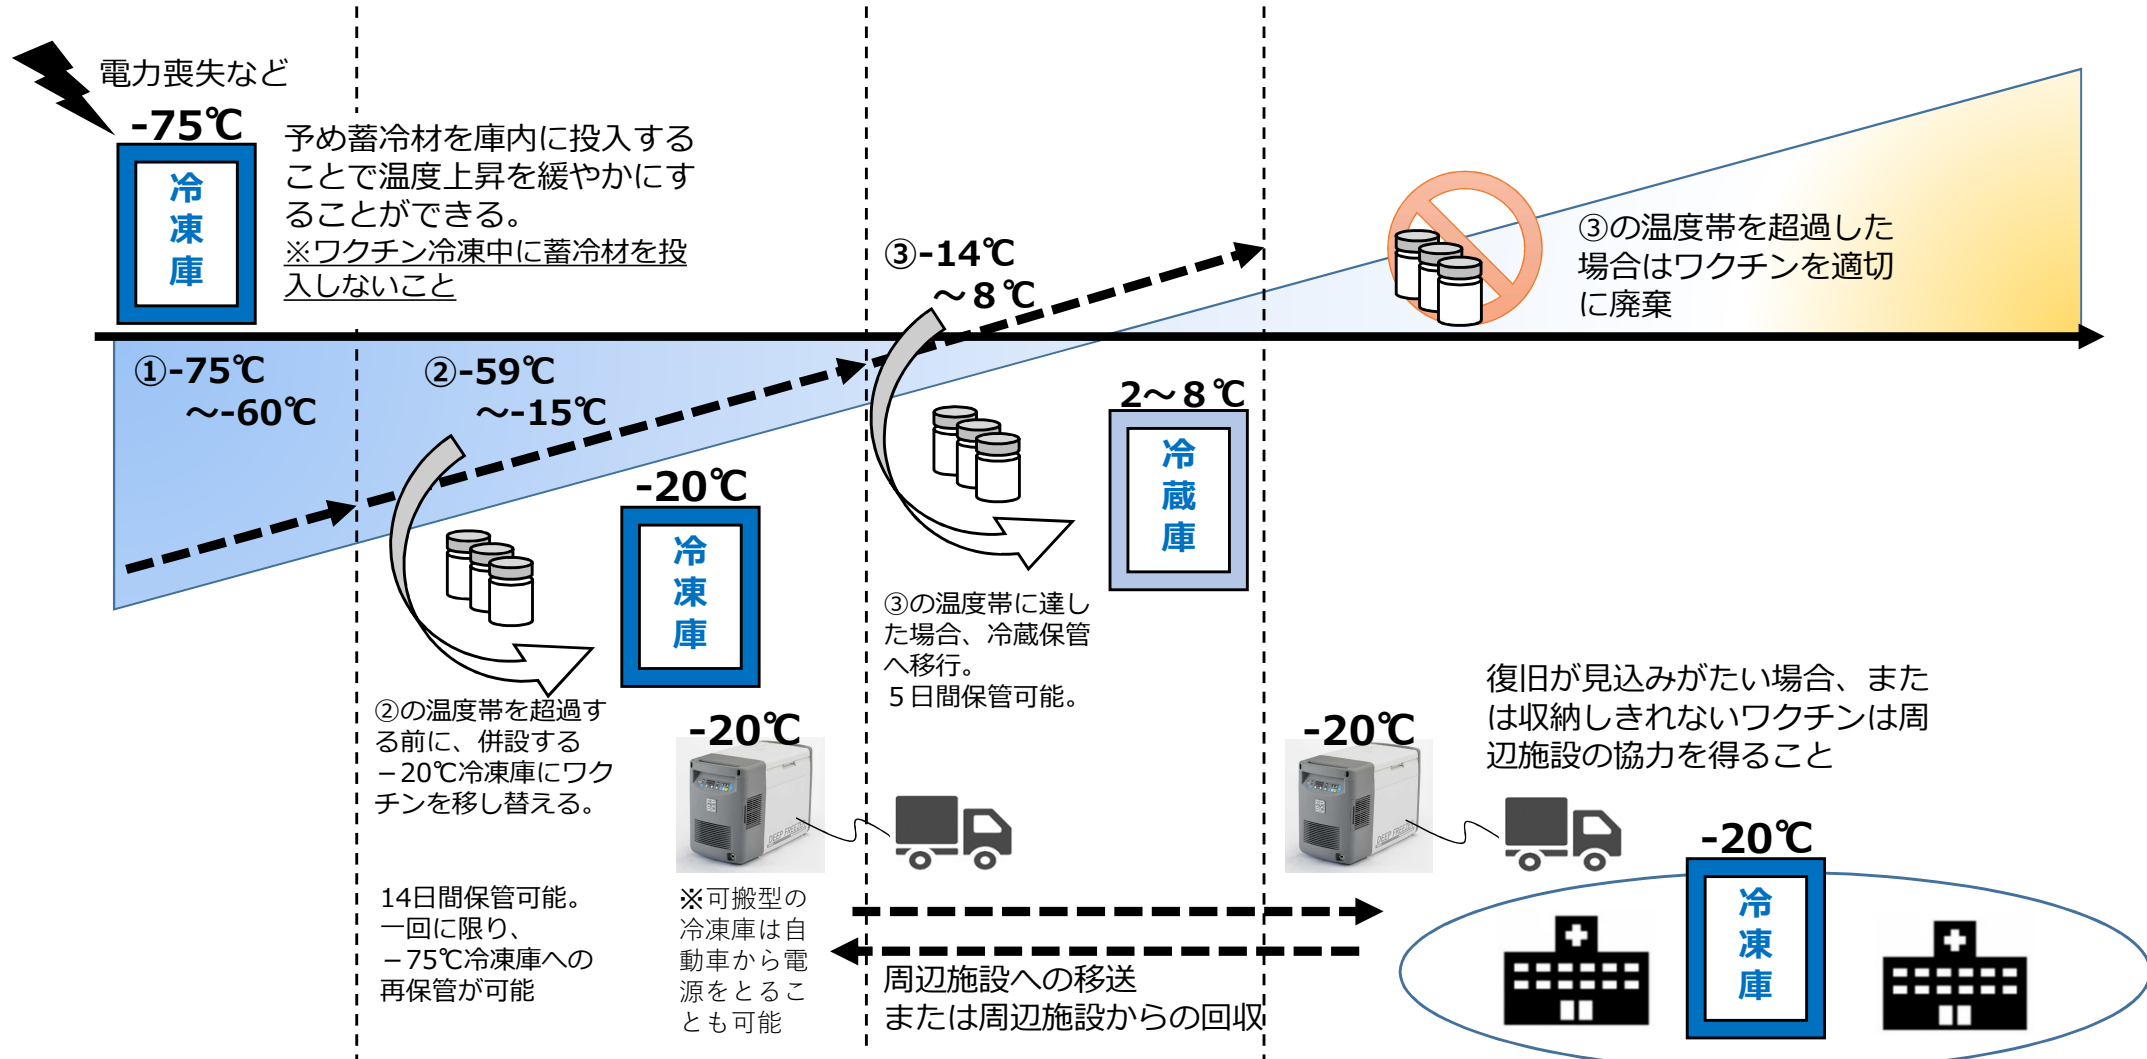 電力喪失など
-75℃
冷
凍
庫
予め蓄冷材を庫内に投入する
ことで温度上昇を緩やかにす
ることができる。
※ワクチン冷凍中に蓄冷材を投
入しないこと
①-75℃
～-60℃
②-59℃
～-15℃
③-14℃
～８℃
③の温度帯を超過した
場合はワクチンを適切
に廃棄
-20℃
冷
凍
庫
2～８℃
冷
蔵
庫
②の温度帯を超過す
る前に、併設する
－20℃冷凍庫にワク
チンを移し替える。
14日間保管可能。
一回に限り、
－75℃冷凍庫への
再保管が可能
③の温度帯に達し
た場合、冷蔵保管
へ移行。
５日間保管可能。
-20℃
DEEP FREEZER
※可搬型の
冷凍庫は自
動車から電
源をとるこ
とも可能
周辺施設への移送
または周辺施設からの回収
-20℃
DEEP FREEZER
復旧が見込みがたい場合、また
は収納しきれないワクチンは周
辺施設の協力を得ること
-20℃
冷
凍
庫